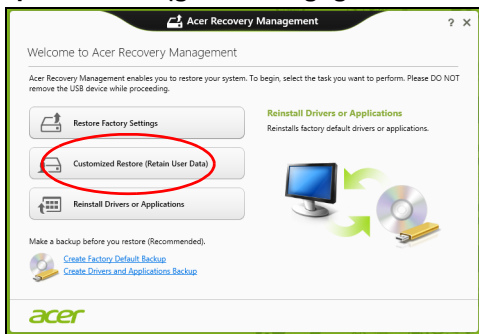 Acer Recovery Management
? ×
Welcome to Acer Recovery Management
Acer Recovery Management enables you to restore your system. To begin, select the task you want to perform. Please DO NOT
remove the USB device while proceeding.
Restore Factory Settings
Customized Restore (Retain User Data)
Reinstall Drivers or Applications
Reinstall Drivers or Applications
Reinstalls factory default drivers or applications.
Make a backup before you restore (Recommended).
Create Factory Default Backup
Create Drivers and Applications Backup
acer